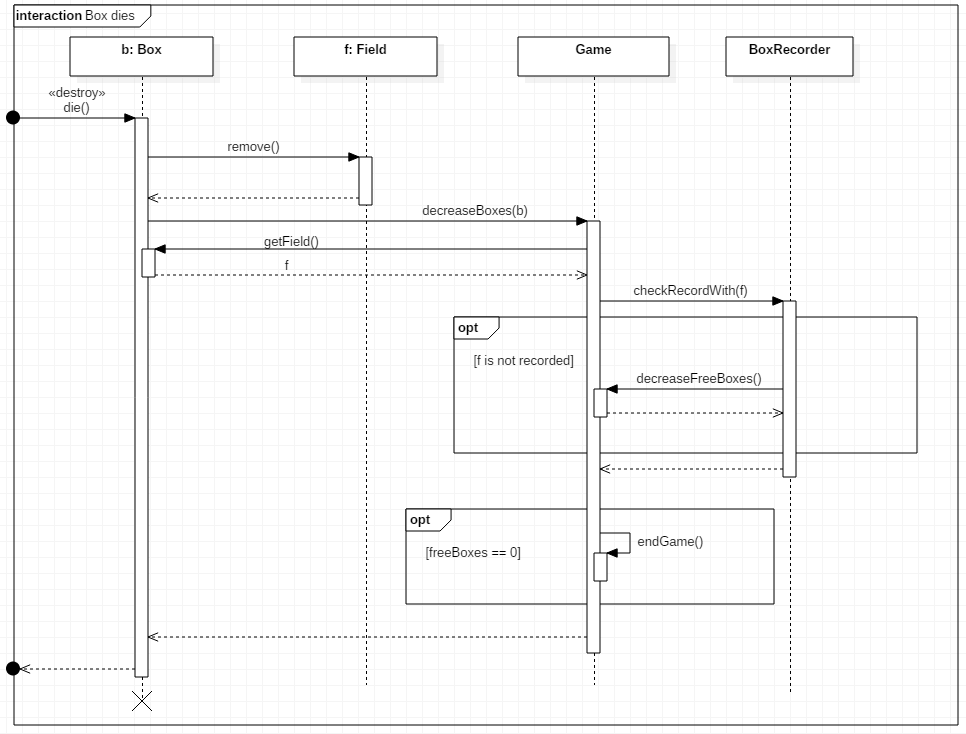 interaction Box dies
b: Box
f: Field
Game
BoxRecorder
«destroy»
die()
remove()
decreaseBoxes(b)
getField()
f
checkRecordWith(f)
opt
[f is not recorded]
decreaseFreeBoxes()
opt
endGame()
[freeBoxes == 0]